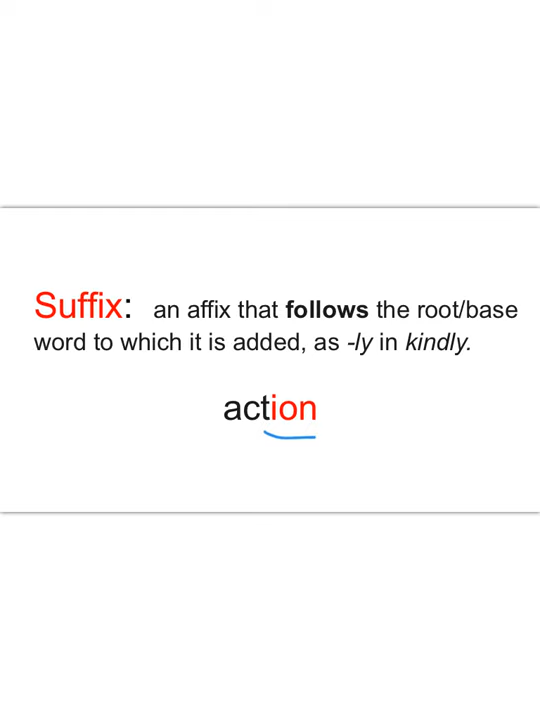 Suffix: an affix that follows the root/base
word to which it is added, as -ly in kindly.
action